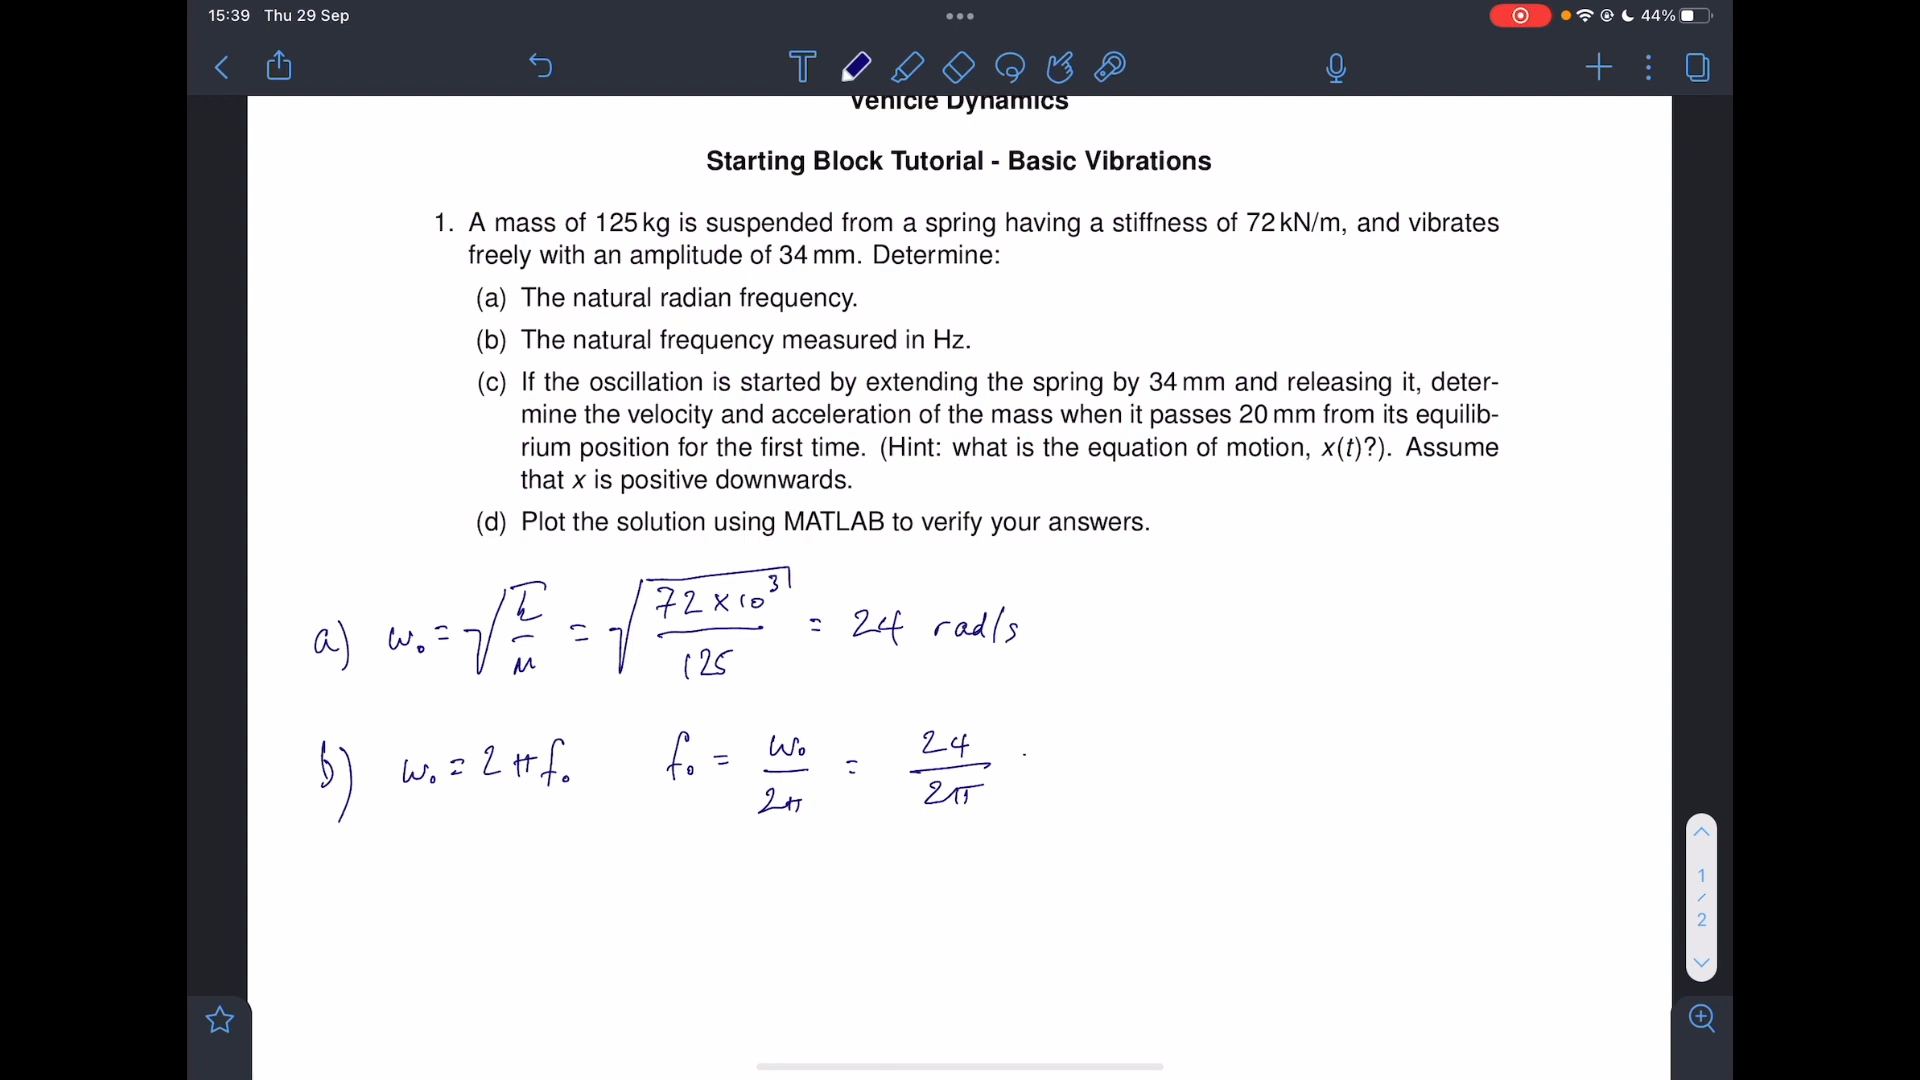 15:39 Thu 29 Sep 44%
Vehicle Dynamics
Starting Block Tutorial - Basic Vibrations
1. A mass of 125 kg is suspended from a spring having a stiffness of 72 kN/m, and vibrates
freely with an amplitude of 34 mm. Determine:
(a) The natural radian frequency.
(b) The natural frequency measured in Hz.
(c) If the oscillation is started by extending the spring by 34 mm and releasing it, deter-
mine the velocity and acceleration of the mass when it passes 20 mm from its equilib-
rium position for the first time. (Hint: what is the equation of motion, x(t)?). Assume
that x is positive downwards.
(d) Plot the solution using MATLAB to verify your answers.
a) ω₀ = √(k/m) = √(72 × 10³/125) = 24 rad/s
b) ω₀ = 2πf₀ f₀ = ω₀/2π = 24/2π
1
/
2